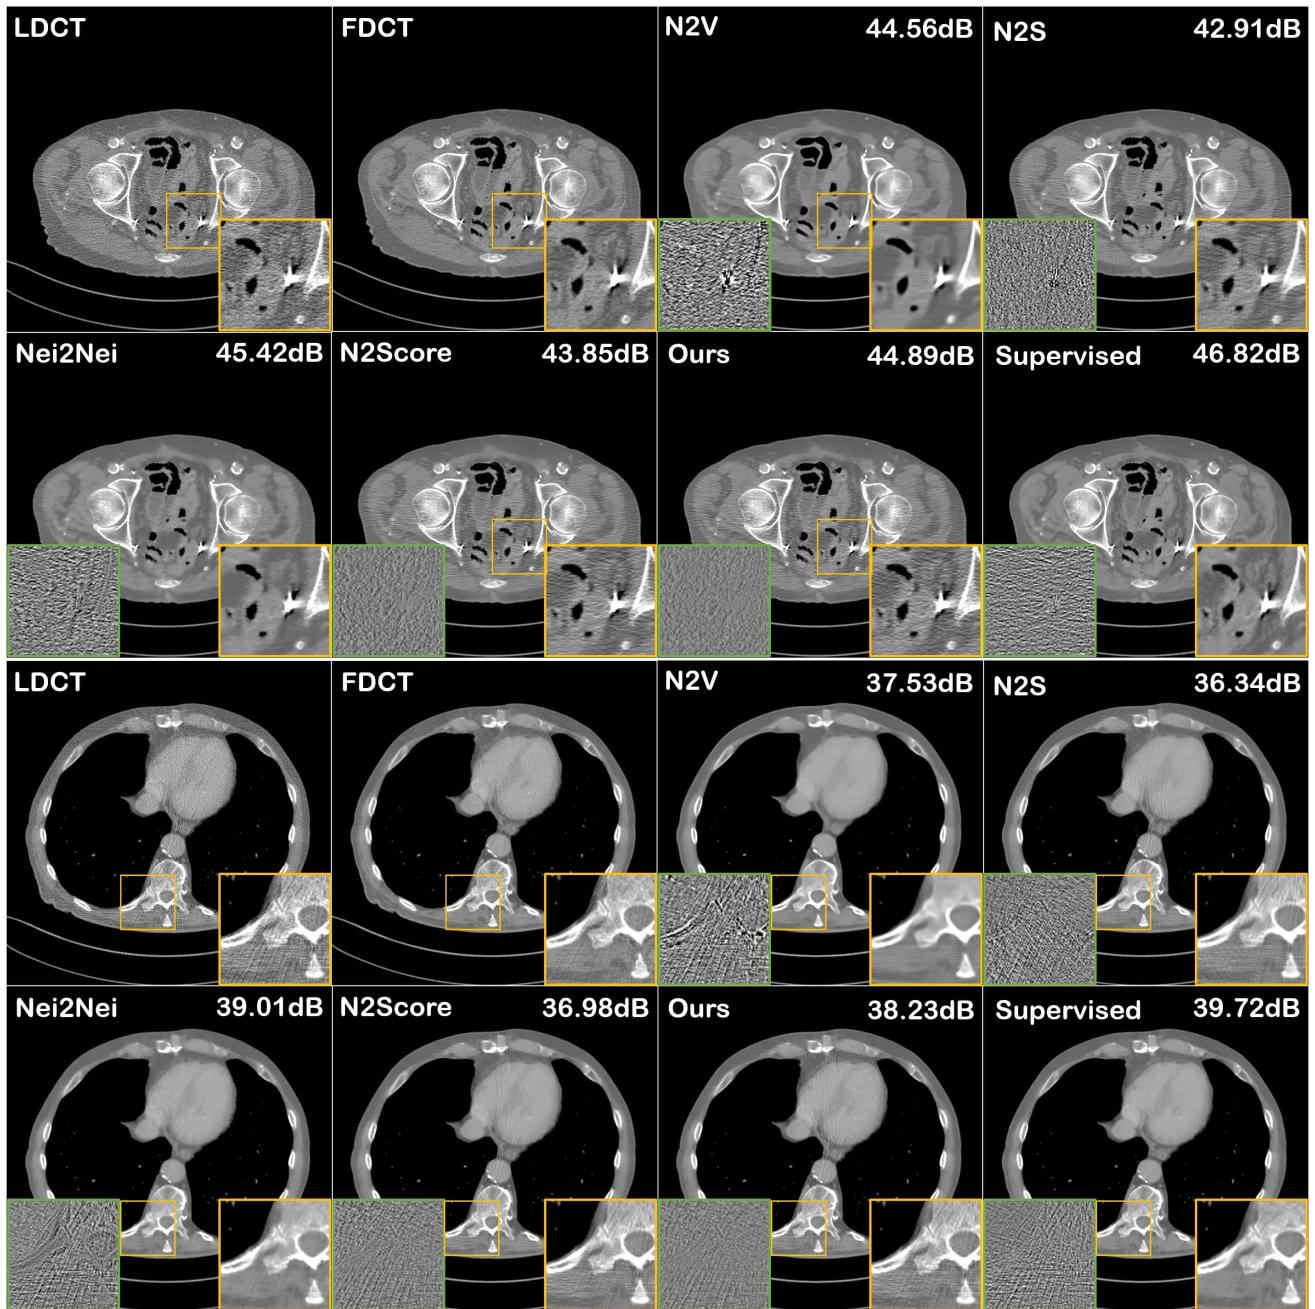 LDCT
FDCT
N2V 44.56dB
N2S 42.91dB
Nei2Nei 45.42dB
N2Score 43.85dB
Ours 44.89dB
Supervised 46.82dB
LDCT
FDCT
N2V 37.53dB
N2S 36.34dB
Nei2Nei 39.01dB
N2Score 36.98dB
Ours 38.23dB
Supervised 39.72dB